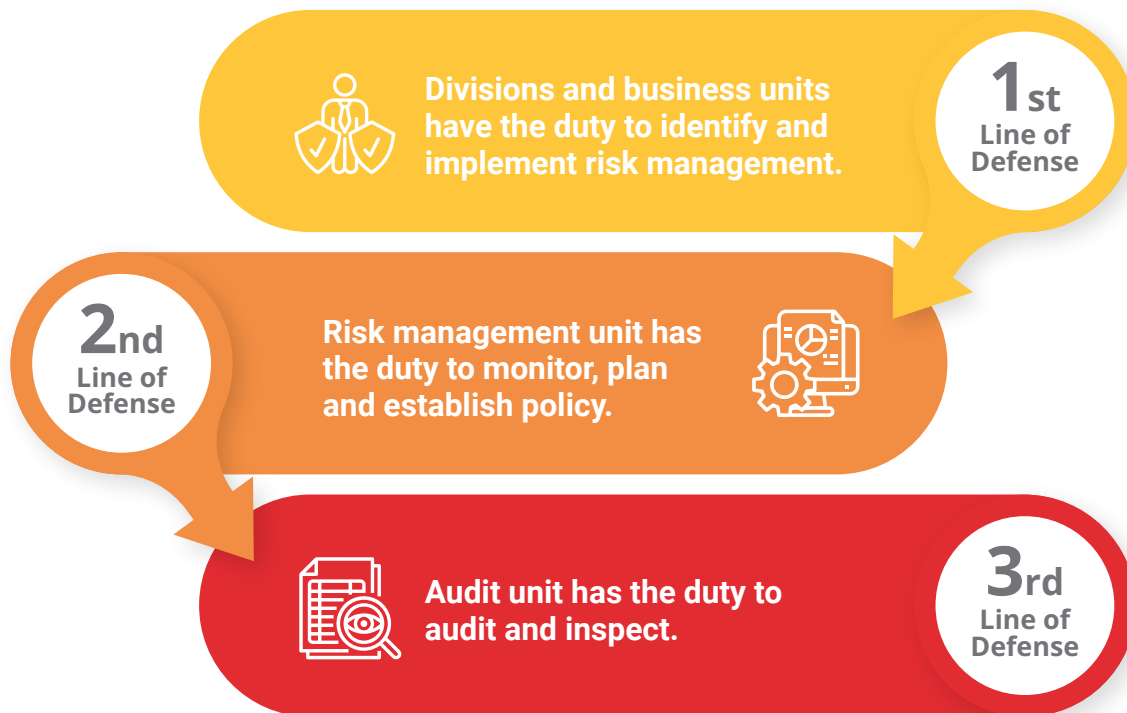 Divisions and business units
have the duty to identify and
implement risk management.
1st
Line of
Defense
2nd
Line of
Defense
Risk management unit has
the duty to monitor, plan
and establish policy.
Audit unit has the duty to
audit and inspect.
3rd
Line of
Defense